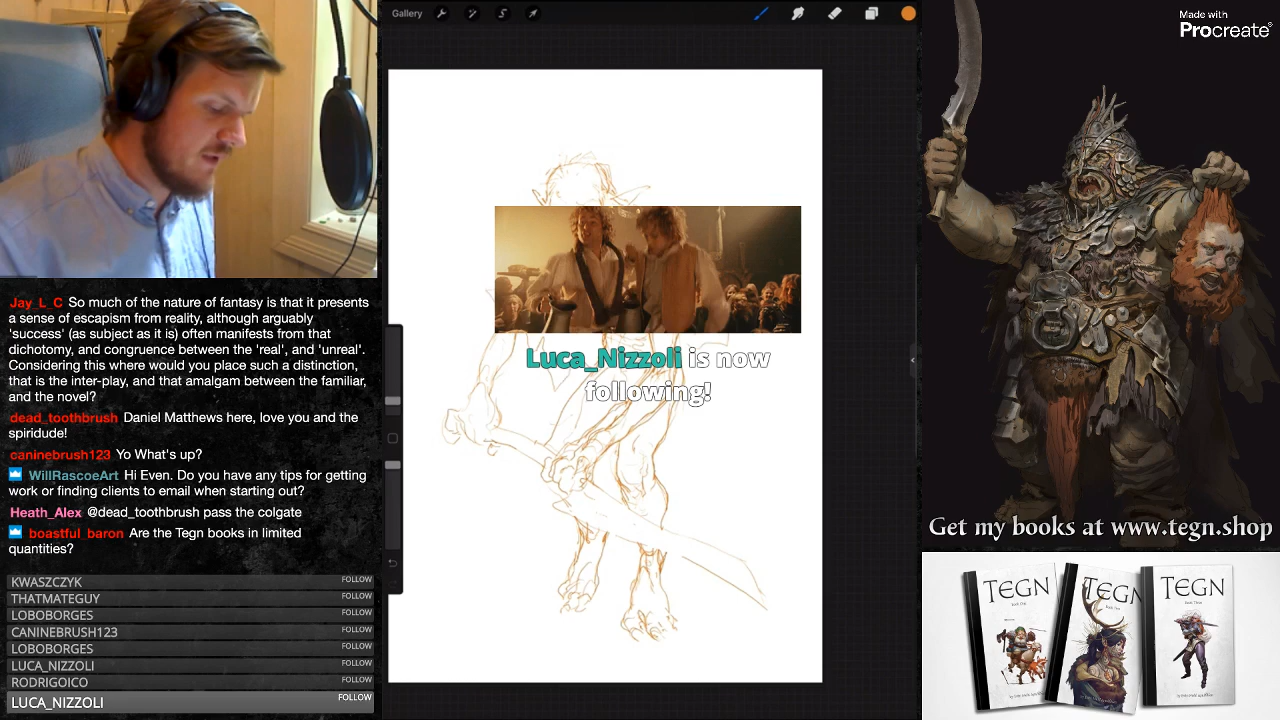 Gallery
Made with
Procreate®
Luca_Nizzoli is now
following!
Jay_L_C So much of the nature of fantasy is that it presents
a sense of escapism from reality, although arguably
'success' (as subject as it is) often manifests from that
dichotomy, and congruence between the 'real', and 'unreal'.
Considering this where would you place such a distinction,
that is the inter-play, and that amalgam between the familiar,
and the novel?
dead_toothbrush Daniel Matthews here, love you and the
spiridude!
caninebrush123 Yo What's up?
WillRascoeArt Hi Even. Do you have any tips for getting
work or finding clients to email when starting out?
Heath_Alex @dead_toothbrush pass the colgate
boastful_baron Are the Tegn books in limited
quantities?
KWASZCZYK FOLLOW
THATMATEGUY FOLLOW
LOBOBORGES FOLLOW
CANINEBRUSH123 FOLLOW
LOBOBORGES FOLLOW
LUCA_NIZZOLI FOLLOW
RODRIGOICO FOLLOW
LUCA_NIZZOLI FOLLOW
Get my books at www.tegn.shop
TEGN
TEGN
TEGN